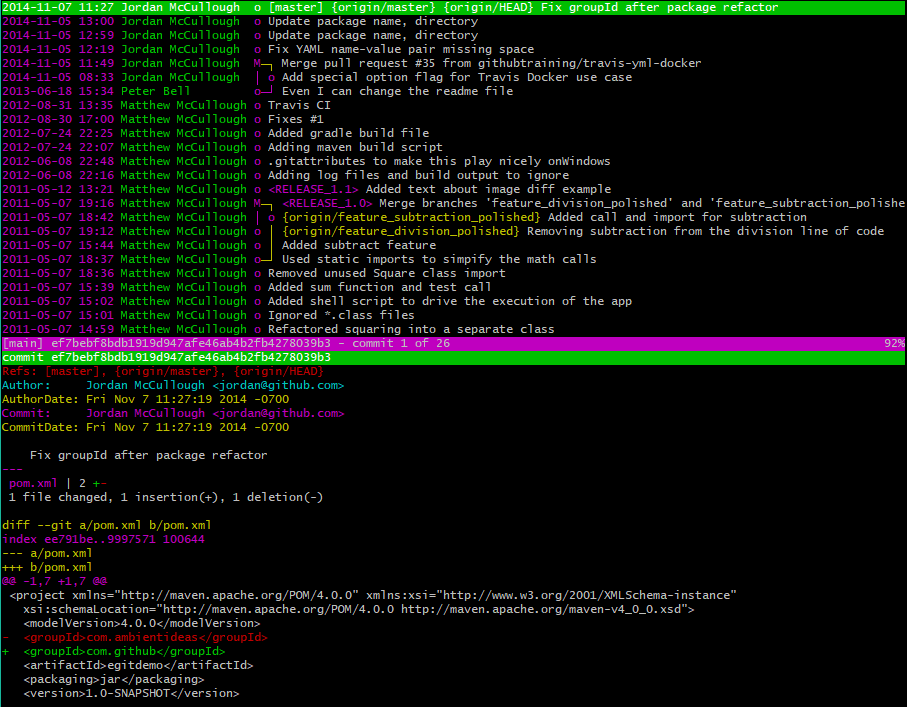 2014-11-07 11:27 Jordan McCullough o [master] {origin/master} {origin/HEAD} Fix groupId after package refactor
2014-11-05 13:00 Jordan McCullough o Update package name, directory
2014-11-05 12:59 Jordan McCullough o Update package name, directory
2014-11-05 12:19 Jordan McCullough o Fix YAML name-value pair missing space
2014-11-05 11:49 Jordan McCullough M─┐ Merge pull request #35 from githubtraining/travis-yml-docker
2014-11-05 08:33 Jordan McCullough │ o Add special option flag for Travis Docker use case
2013-06-18 15:34 Peter Bell o─┘ Even I can change the readme file
2012-08-31 13:35 Matthew McCullough o Travis CI
2012-08-30 17:00 Matthew McCullough o Fixes #1
2012-07-24 22:25 Matthew McCullough o Added gradle build file
2012-07-24 22:07 Matthew McCullough o Adding maven build script
2012-06-08 22:48 Matthew McCullough o .gitattributes to make this play nicely onWindows
2012-06-08 22:16 Matthew McCullough o Adding log files and build output to ignore
2011-05-12 13:21 Matthew McCullough o <RELEASE_1.1> Added text about image diff example
2011-05-07 19:16 Matthew McCullough M─┐ <RELEASE_1.0> Merge branches 'feature_division_polished' and 'feature_subtraction_polishe
2011-05-07 18:42 Matthew McCullough │ o {origin/feature_subtraction_polished} Added call and import for subtraction
2011-05-07 19:12 Matthew McCullough o │ {origin/feature_division_polished} Removing subtraction from the division line of code
2011-05-07 15:44 Matthew McCullough o │ Added subtract feature
2011-05-07 18:37 Matthew McCullough o─┘ Used static imports to simpify the math calls
2011-05-07 18:36 Matthew McCullough o Removed unused Square class import
2011-05-07 15:39 Matthew McCullough o Added sum function and test call
2011-05-07 15:02 Matthew McCullough o Added shell script to drive the execution of the app
2011-05-07 15:01 Matthew McCullough o Ignored *.class files
2011-05-07 14:59 Matthew McCullough o Refactored squaring into a separate class
[main] ef7bebf8bdb1919d947afe46ab4b2fb4278039b3 - commit 1 of 26 92%
commit ef7bebf8bdb1919d947afe46ab4b2fb4278039b3
Refs: [master], {origin/master}, {origin/HEAD}
Author: Jordan McCullough <jordan@github.com>
AuthorDate: Fri Nov 7 11:27:19 2014 -0700
Commit: Jordan McCullough <jordan@github.com>
CommitDate: Fri Nov 7 11:27:19 2014 -0700
Fix groupId after package refactor
---
pom.xml | 2 +-
1 file changed, 1 insertion(+), 1 deletion(-)
diff --git a/pom.xml b/pom.xml
index ee791be..9997571 100644
--- a/pom.xml
+++ b/pom.xml
@@ -1,7 +1,7 @@
<project xmlns="http://maven.apache.org/POM/4.0.0" xmlns:xsi="http://www.w3.org/2001/XMLSchema-instance"
xsi:schemaLocation="http://maven.apache.org/POM/4.0.0 http://maven.apache.org/maven-v4_0_0.xsd">
<modelVersion>4.0.0</modelVersion>
- <groupId>com.ambientideas</groupId>
+ <groupId>com.github</groupId>
<artifactId>egitdemo</artifactId>
<packaging>jar</packaging>
<version>1.0-SNAPSHOT</version>